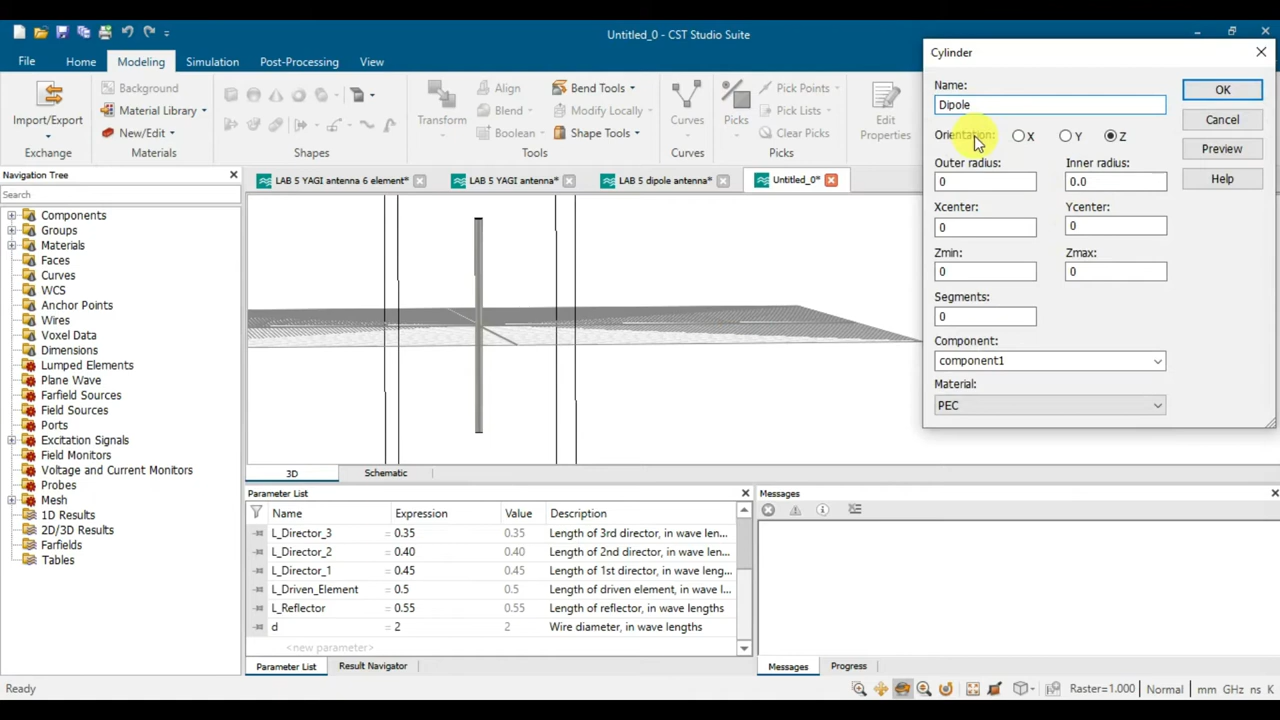 Untitled_0 - CST Studio Suite
File Home Modeling Simulation Post-Processing View
Import/Export
Exchange
Background
Material Library
New/Edit
Materials
Shapes
Transform
Align
Blend
Boolean
Bend Tools
Modify Locally
Shape Tools
Tools
Curves
Curves
Picks
Pick Points
Pick Lists
Clear Picks
Picks
Edit
Properties
Navigation Tree
Search
Components
Groups
Materials
Faces
Curves
WCS
Anchor Points
Wires
Voxel Data
Dimensions
Lumped Elements
Plane Wave
Farfield Sources
Field Sources
Ports
Excitation Signals
Field Monitors
Voltage and Current Monitors
Probes
Mesh
1D Results
2D/3D Results
Farfields
Tables
LAB 5 YAGI antenna 6 element*
LAB 5 YAGI antenna*
LAB 5 dipole antenna*
Untitled_0*
3D Schematic
Cylinder
Name:
Dipole
OK
Cancel
Preview
Help
Orientation: X Y Z
Outer radius: Inner radius:
0 0.0
Xcenter: Ycenter:
0 0
Zmin: Zmax:
0 0
Segments:
0
Component:
component1
Material:
PEC
Parameter List
Name Expression Value Description
L_Director_3 = 0.35 0.35 Length of 3rd director, in wave len...
L_Director_2 = 0.40 0.40 Length of 2nd director, in wave len...
L_Director_1 = 0.45 0.45 Length of 1st director, in wave leng...
L_Driven_Element = 0.5 0.5 Length of driven element, in wave l...
L_Reflector = 0.55 0.55 Length of reflector, in wave lengths
d = 2 2 Wire diameter, in wave lengths
<new parameter>
Parameter List Result Navigator
Messages
Messages Progress
Ready
Raster=1.000 Normal mm GHz ns K